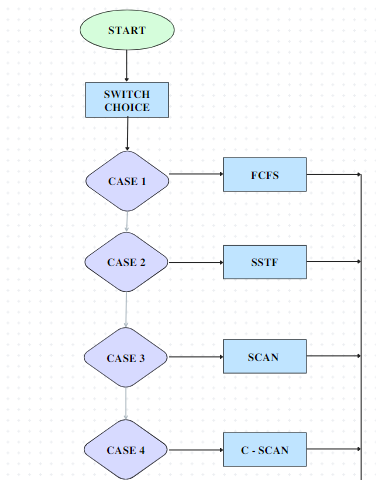 START
SWITCH
CHOICE
CASE 1
FCFS
CASE 2
SSTF
CASE 3
SCAN
CASE 4
C - SCAN